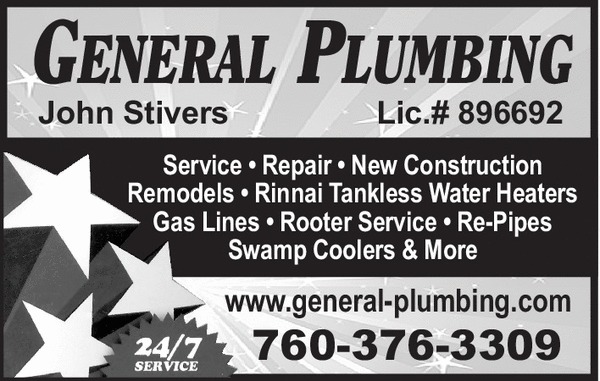 GENERAL PLUMBING
John Stivers Lic.# 896692
Service • Repair • New Construction
Remodels • Rinnai Tankless Water Heaters
Gas Lines • Rooter Service • Re-Pipes
Swamp Coolers & More
www.general-plumbing.com
24/7
SERVICE
760-376-3309